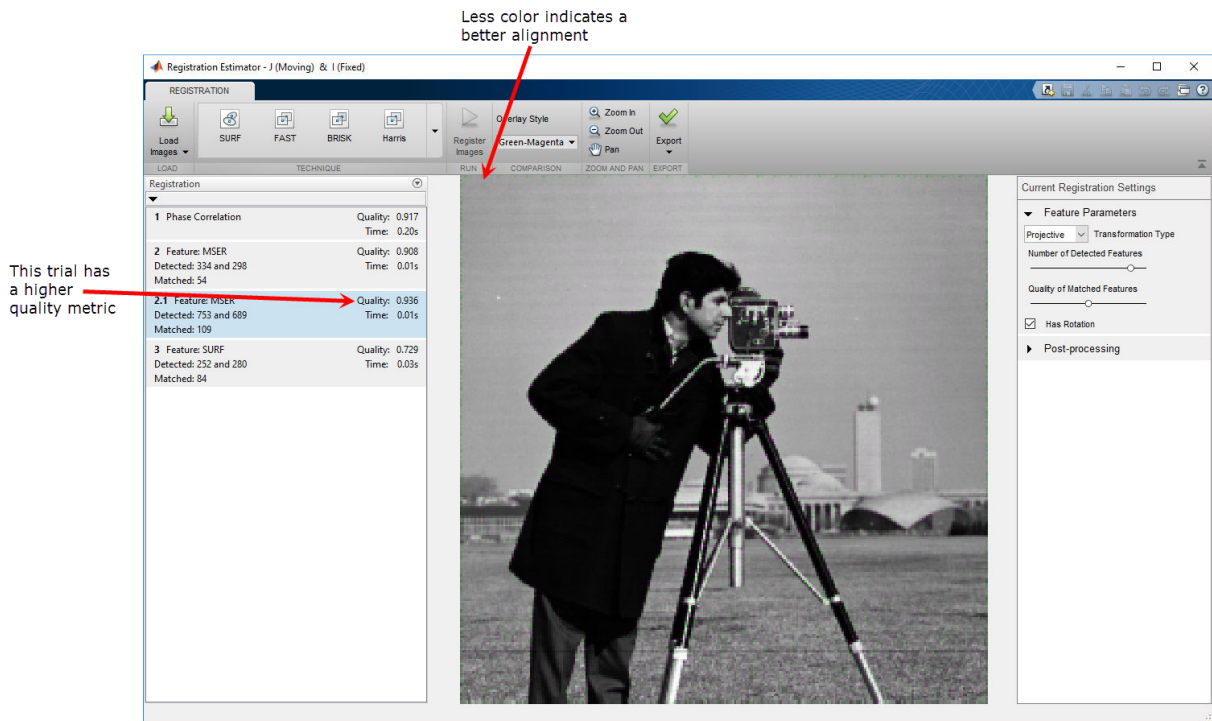 Less color indicates a
better alignment
Registration Estimator - J (Moving) & I (Fixed)
REGISTRATION
Load
Images
SURF
FAST
BRISK
Harris
Register
Images
Overlay Style
Green-Magenta
Zoom In
Zoom Out
Pan
Export
LOAD
TECHNIQUE
RUN
COMPARISON
ZOOM AND PAN
EXPORT
Registration
1 Phase Correlation Quality: 0.917
Time: 0.20s
2 Feature: MSER Quality: 0.908
Detected: 334 and 298 Time: 0.01s
Matched: 54
This trial has
a higher
quality metric
2.1 Feature: MSER Quality: 0.936
Detected: 753 and 689 Time: 0.01s
Matched: 109
3 Feature: SURF Quality: 0.729
Detected: 252 and 280 Time: 0.03s
Matched: 84
Current Registration Settings
Feature Parameters
Projective Transformation Type
Number of Detected Features
Quality of Matched Features
Has Rotation
Post-processing